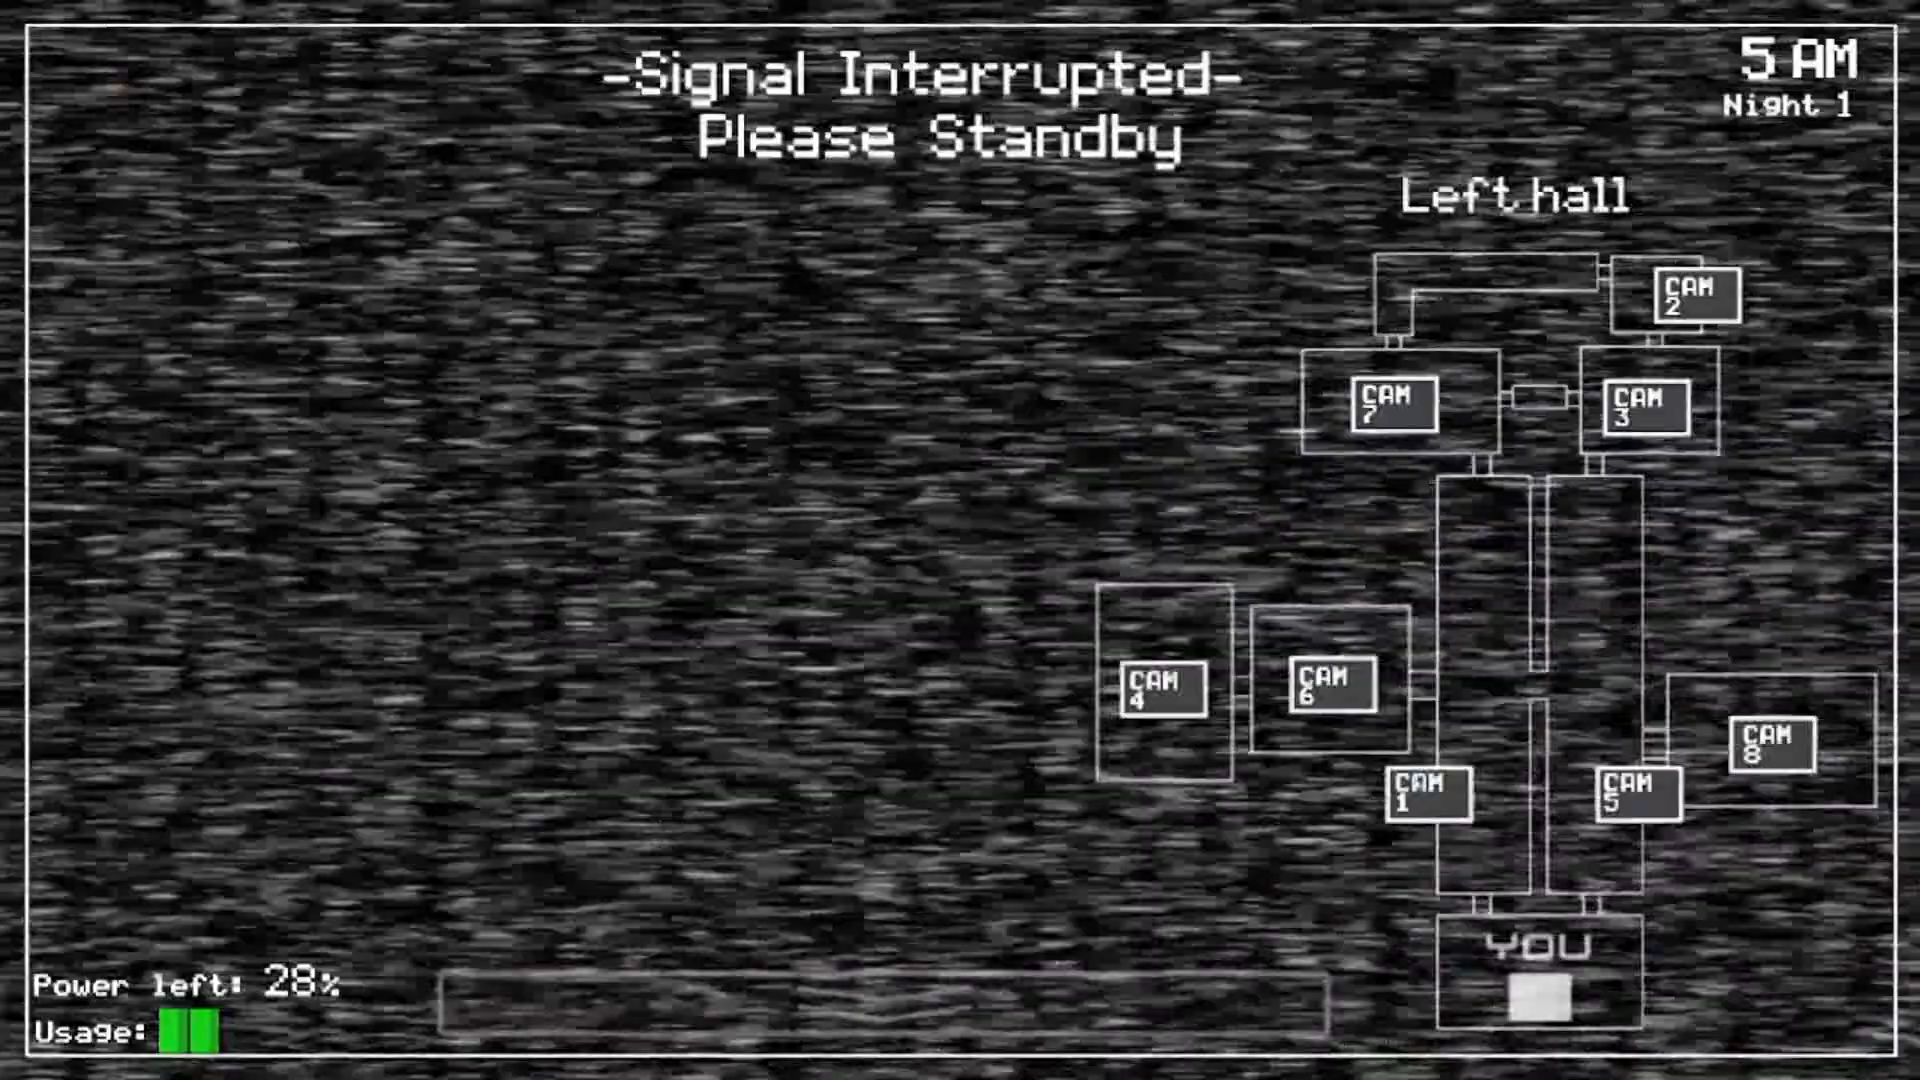 -Signal Interrupted-
Please Standby
5 AM
Night 1
Left hall
CAM
2
CAM
7
CAM
3
CAM
4
CAM
6
CAM
8
CAM
1
CAM
5
YOU
Power left: 28%
Usage: